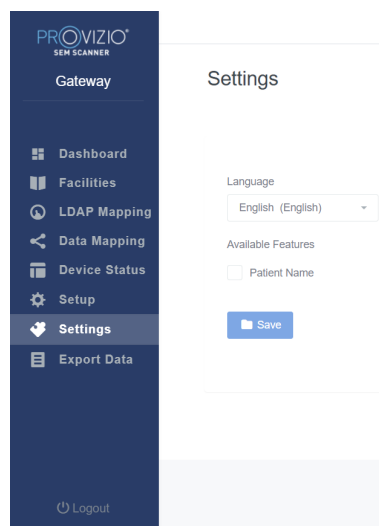 PROVIZIO®
SEM SCANNER
Gateway
Dashboard
Facilities
LDAP Mapping
Data Mapping
Device Status
Setup
Settings
Export Data
Logout
Settings
Language
English (English)
Available Features
Patient Name
Save